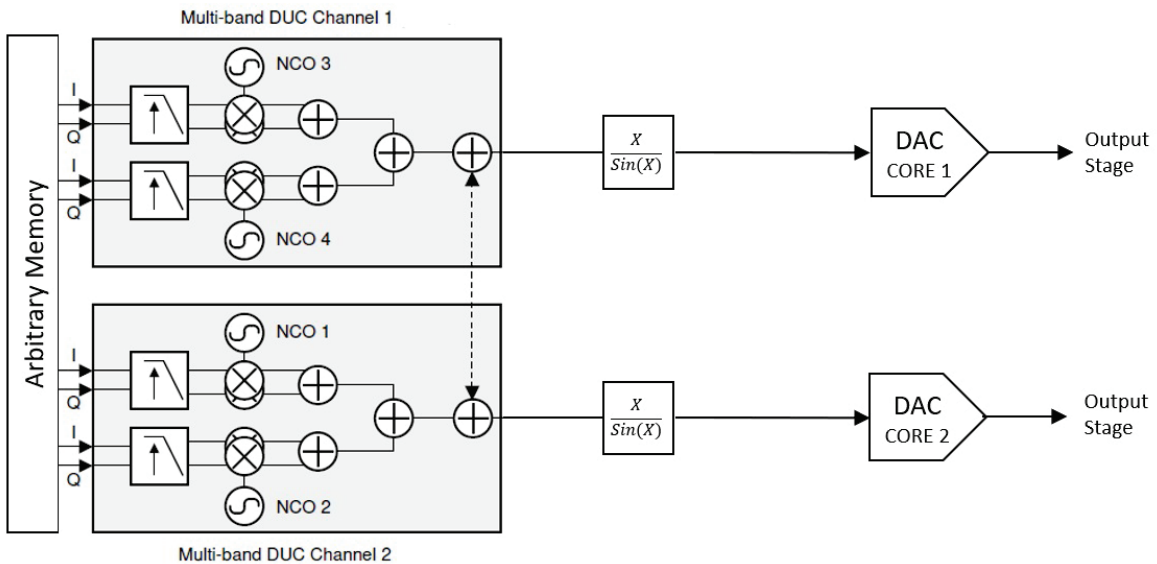 Multi-band DUC Channel 1
Arbitrary Memory
I
Q
NCO 3
I
Q
NCO 4
X
Sin(X)
DAC
CORE 1
Output
Stage
I
Q
NCO 1
I
Q
NCO 2
X
Sin(X)
DAC
CORE 2
Output
Stage
Multi-band DUC Channel 2